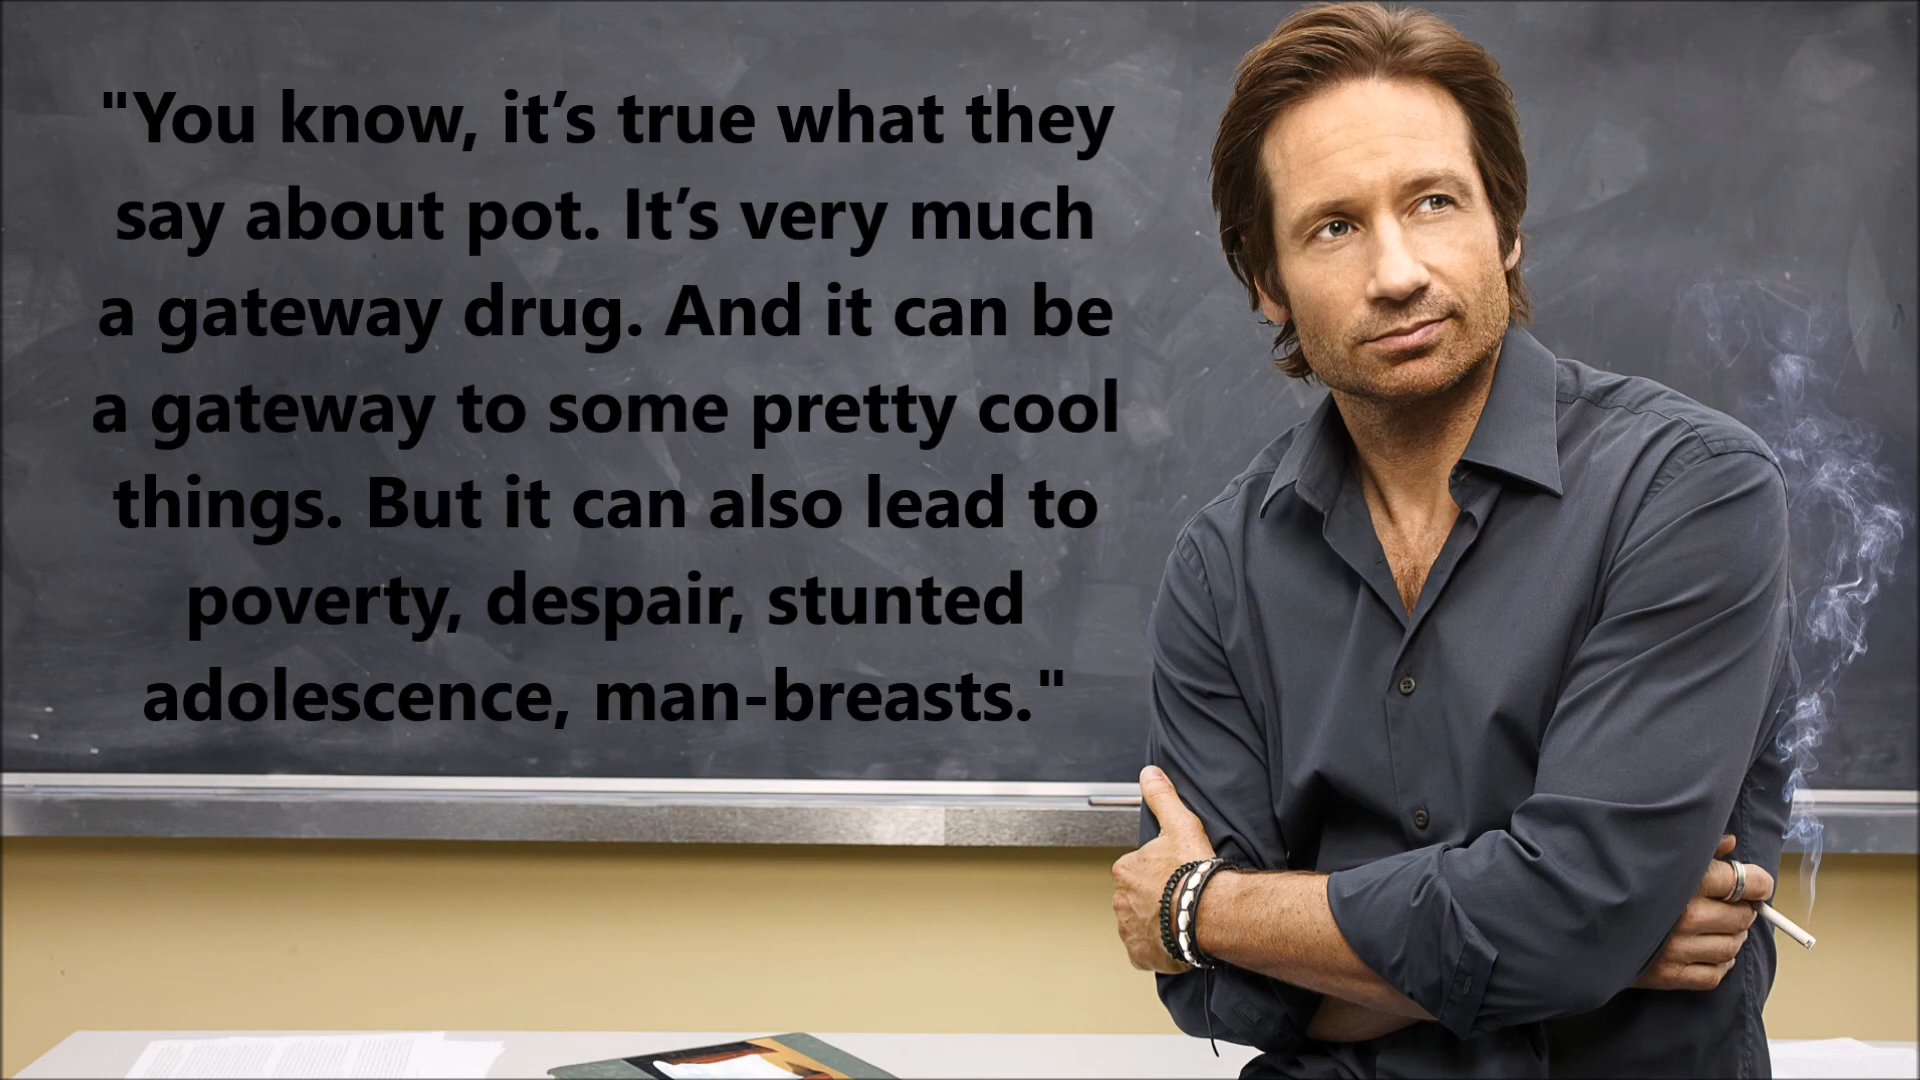 "You know, it’s true what they
say about pot. It’s very much
a gateway drug. And it can be
a gateway to some pretty cool
things. But it can also lead to
poverty, despair, stunted
adolescence, man-breasts."